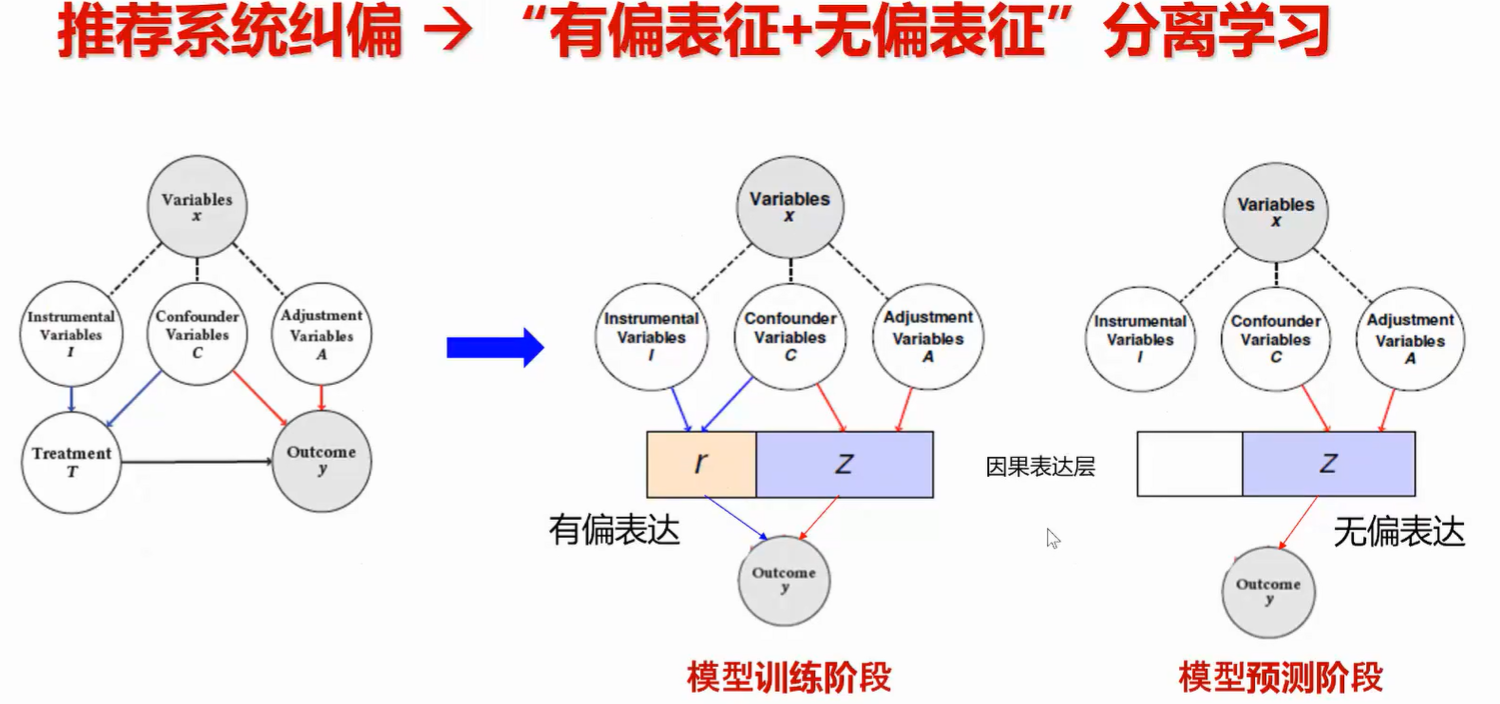 推荐系统纠偏 → “有偏表征+无偏表征”分离学习
Variables
x
Instrumental
Variables
I
Confounder
Variables
C
Adjustment
Variables
A
Treatment
T
Outcome
y
Variables
x
Instrumental
Variables
I
Confounder
Variables
C
Adjustment
Variables
A
r
z
有偏表达
Outcome
y
模型训练阶段
因果表达层
Variables
x
Instrumental
Variables
I
Confounder
Variables
C
Adjustment
Variables
A
z
无偏表达
Outcome
y
模型预测阶段